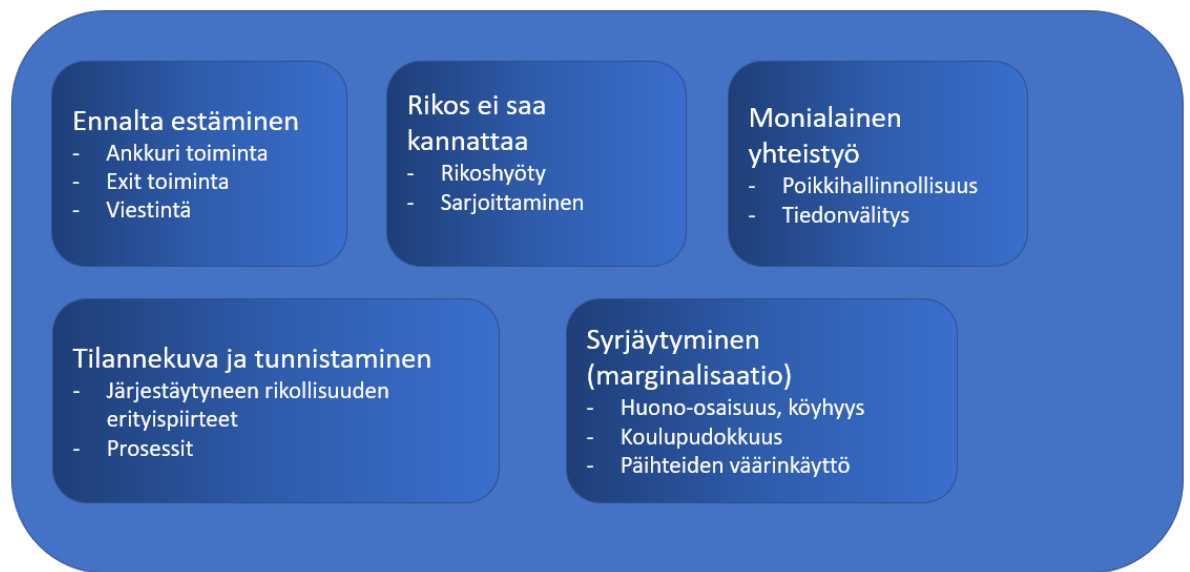 Ennalta estäminen
- Ankkuri toiminta
- Exit toiminta
- Viestintä
Rikos ei saa
kannattaa
- Rikoshyöty
- Sarjoittaminen
Monialainen
yhteistyö
- Poikkihallinnollisuus
- Tiedonvälitys
Tilannekuva ja tunnistaminen
- Järjestäytyneen rikollisuuden
erityispiirteet
- Prosessit
Syrjäytyminen
(marginalisaatio)
- Huono-osaisuus, köyhyys
- Koulupudokkuus
- Päihteiden väärinkäyttö